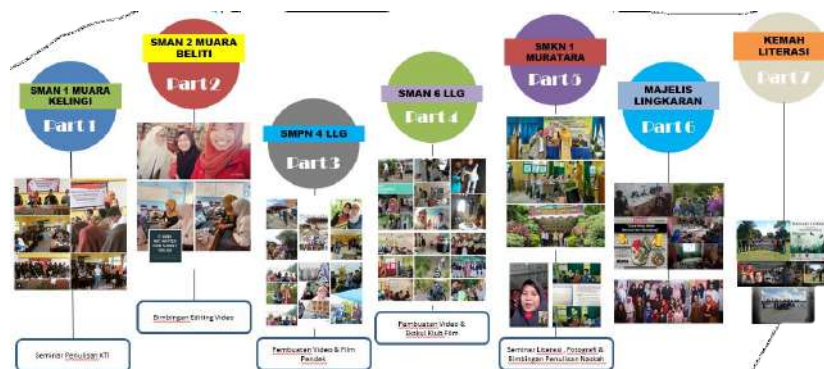 SMAN 1 MUARA
KELINGI
Part 1
Seminar Penulisan KTI
SMAN 2 MUARA
BELITI
Part 2
Bimbingan Editing Video
SMPN 4 LLG
Part 3
Pembuatan Video & Film
Pendek
SMAN 6 LLG
Part 4
Pembuatan Video &
Klub Film
SMKN 1
MURATARA
Part 5
Seminar Literasi , Fotografi &
Bimbingan Penulisan Naskah
MAJELIS
LINGKARAN
Part 6
KEMAH
LITERASI
Part 7